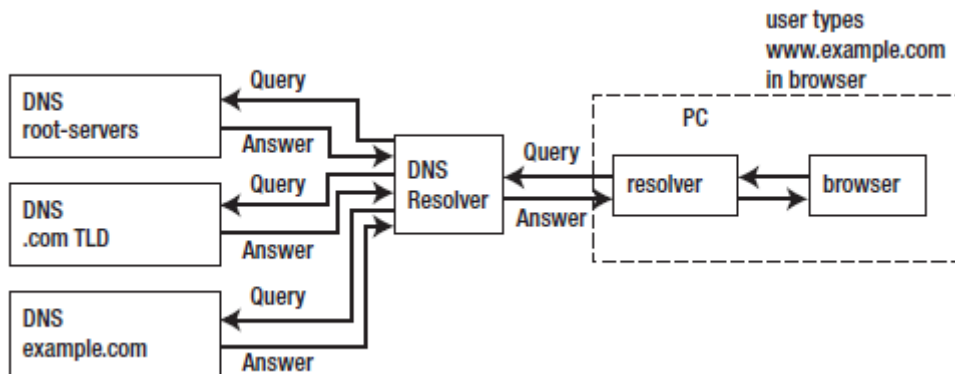 user types
www.example.com
in browser
Query
DNS
root-servers
Answer
PC
Query
DNS
Resolver
resolver
browser
Answer
Query
DNS
.com TLD
Answer
Query
DNS
example.com
Answer